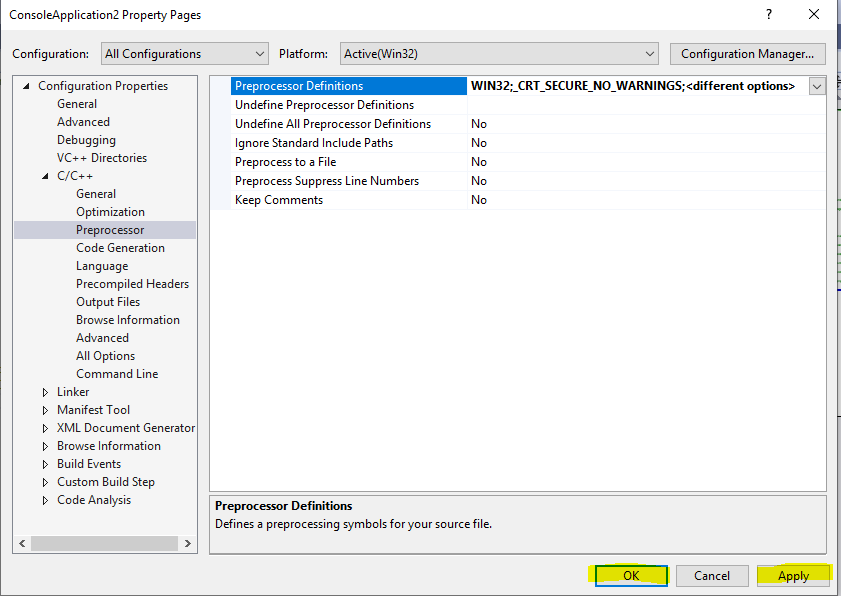 ConsoleApplication2 Property Pages ?
Configuration: All Configurations Platform: Active(Win32) Configuration Manager...
Configuration Properties
General
Advanced
Debugging
VC++ Directories
C/C++
General
Optimization
Preprocessor
Code Generation
Language
Precompiled Headers
Output Files
Browse Information
Advanced
All Options
Command Line
Linker
Manifest Tool
XML Document Generator
Browse Information
Build Events
Custom Build Step
Code Analysis
Preprocessor Definitions WIN32;_CRT_SECURE_NO_WARNINGS;<different options>
Undefine Preprocessor Definitions
Undefine All Preprocessor Definitions No
Ignore Standard Include Paths No
Preprocess to a File No
Preprocess Suppress Line Numbers No
Keep Comments No
Preprocessor Definitions
Defines a preprocessing symbols for your source file.
OK Cancel Apply